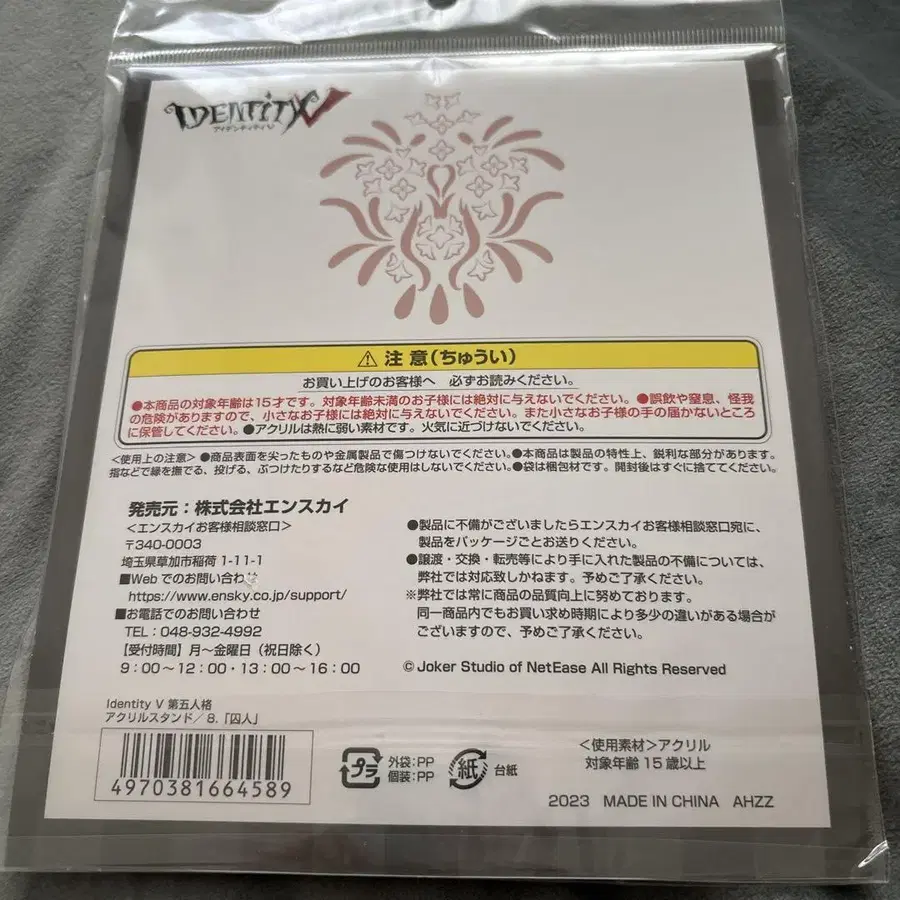 IDENTITY V
アイデンティティV
⚠ 注意(ちゅうい)
お買い上げのお客様へ 必ずお読みください。
●本商品の対象年齢は15才です。対象年齢未満のお子様には絶対に与えないでください。●誤飲や窒息、怪我
の危険がありますので、小さなお子様には絶対に与えないでください。また小さなお子様の手の届かないところ
に保管してください。●アクリルは熱に弱い素材です。火気に近づけないでください。
<使用上の注意> ●商品表面を尖ったものや金属製品で傷つけないでください。●本商品は製品の特性上、鋭利な部分があります。
指などで縁を撫でる、投げる、ぶつけたりするなど危険な使用はしないでください。●袋は梱包材です。開封後はすぐに捨ててください。
発売元：株式会社エンスカイ
<エンスカイお客様相談窓口>
〒340-0003
埼玉県草加市稲荷 1-11-1
■Web でのお問い合わせ
https://www.ensky.co.jp/support/
■お電話でのお問い合わせ
TEL：048-932-4992
【受付時間】月〜金曜日（祝日除く）
9：00〜12：00・13：00〜16：00
●製品に不備がございましたらエンスカイお客様相談窓口宛に、
製品をパッケージごとお送りください。
●譲渡・交換・転売等により手に入れた製品の不備については、
弊社では対応致しかねます。予めご了承ください。
※弊社では常に商品の品質向上に努めております。
同一商品内でもお買い求め時期により多少の違いがある場合が
ございますので、予めご了承ください。
© Joker Studio of NetEase All Rights Reserved
Identity V 第五人格
アクリルスタンド／ 8.「囚人」
4970381664589
プラ
外袋：PP
個装：PP
紙
台紙
<使用素材>アクリル
対象年齢 15 歳以上
2023 MADE IN CHINA AHZZ